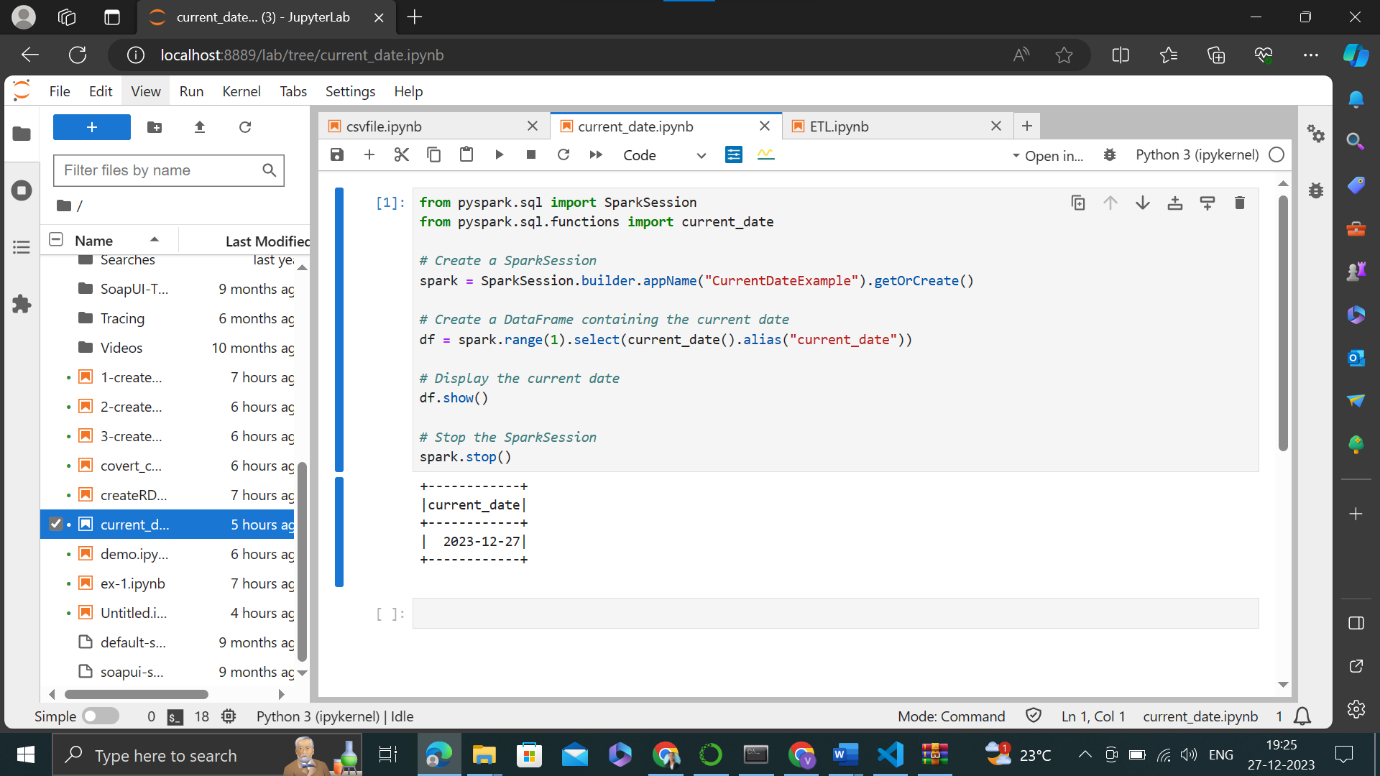 current_date... (3) - JupyterLab
localhost:8889/lab/tree/current_date.ipynb
File Edit View Run Kernel Tabs Settings Help
csvfile.ipynb
current_date.ipynb
ETL.ipynb
Code
Open in...
Python 3 (ipykernel)
Filter files by name
/
Name
Last Modified
Searches last ye
SoapUI-T... 9 months ag
Tracing 6 months ag
Videos 10 months ag
1-create... 7 hours ag
2-create... 6 hours ag
3-create... 6 hours ag
covert_c... 6 hours ag
createRD... 7 hours ag
current_d... 5 hours ag
demo.ipy... 6 hours ag
ex-1.ipynb 7 hours ag
Untitled.i... 4 hours ag
default-s... 9 months ag
soapui-s... 9 months ag
[1]:
from pyspark.sql import SparkSession
from pyspark.sql.functions import current_date
# Create a SparkSession
spark = SparkSession.builder.appName("CurrentDateExample").getOrCreate()
# Create a DataFrame containing the current date
df = spark.range(1).select(current_date().alias("current_date"))
# Display the current date
df.show()
# Stop the SparkSession
spark.stop()
+------------+
|current_date|
+------------+
|  2023-12-27|
+------------+
[ ]:
Simple 0 18 Python 3 (ipykernel) | Idle
Mode: Command Ln 1, Col 1 current_date.ipynb 1
Type here to search
1
23°C
ENG
19:25
27-12-2023